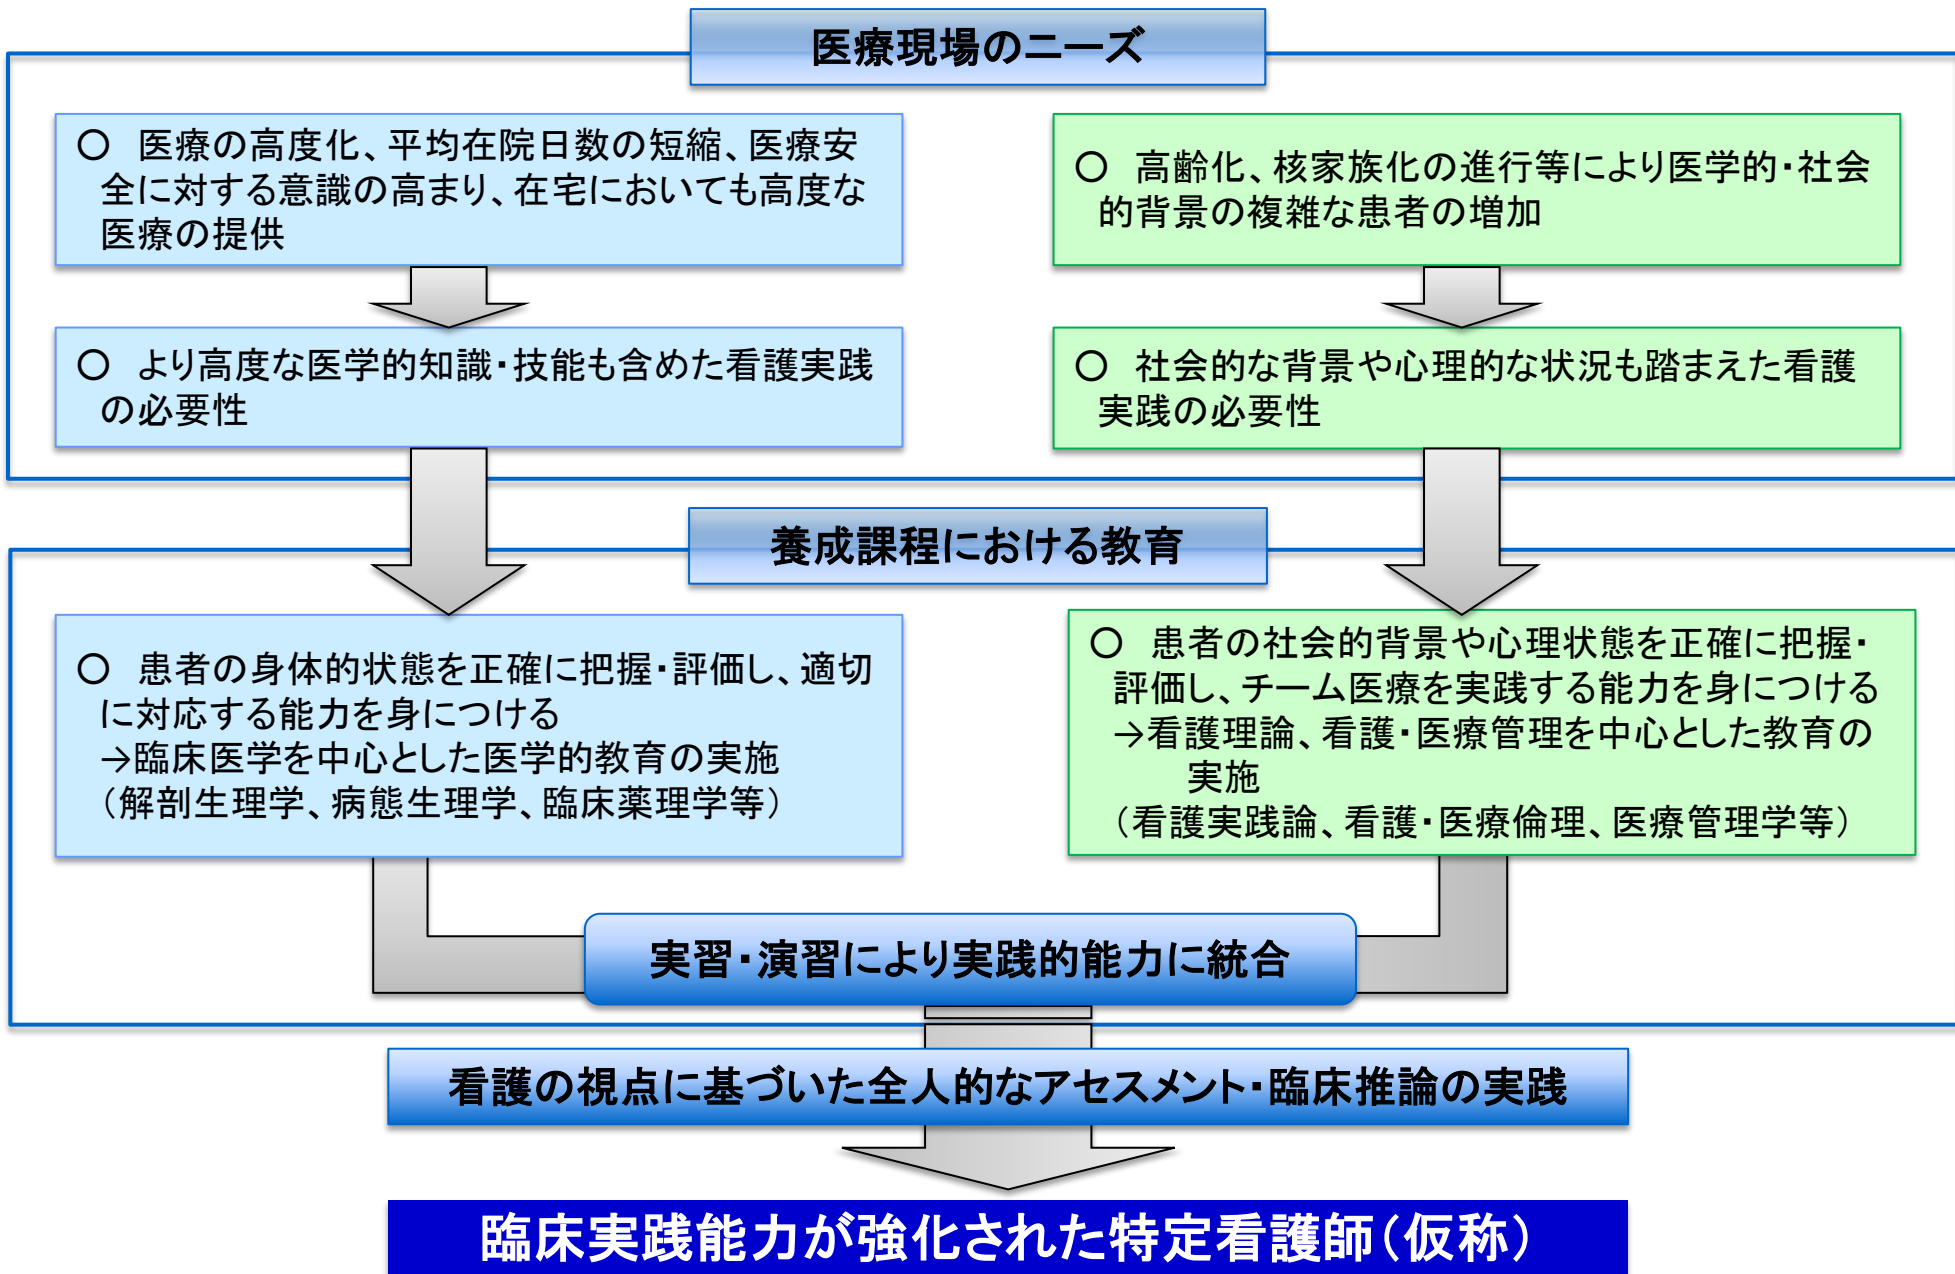 医療現場のニーズ
○ 医療の高度化、平均在院日数の短縮、医療安
全に対する意識の高まり、在宅においても高度な
医療の提供
○ 高齢化、核家族化の進行等により医学的・社会
的背景の複雑な患者の増加
○ より高度な医学的知識・技能も含めた看護実践
の必要性
○ 社会的な背景や心理的な状況も踏まえた看護
実践の必要性
養成課程における教育
○ 患者の身体的状態を正確に把握・評価し、適切
に対応する能力を身につける
→臨床医学を中心とした医学的教育の実施
（解剖生理学、病態生理学、臨床薬理学等）
○ 患者の社会的背景や心理状態を正確に把握・
評価し、チーム医療を実践する能力を身につける
→看護理論、看護・医療管理を中心とした教育の
実施
（看護実践論、看護・医療倫理、医療管理学等）
実習・演習により実践的能力に統合
看護の視点に基づいた全人的なアセスメント・臨床推論の実践
臨床実践能力が強化された特定看護師（仮称）